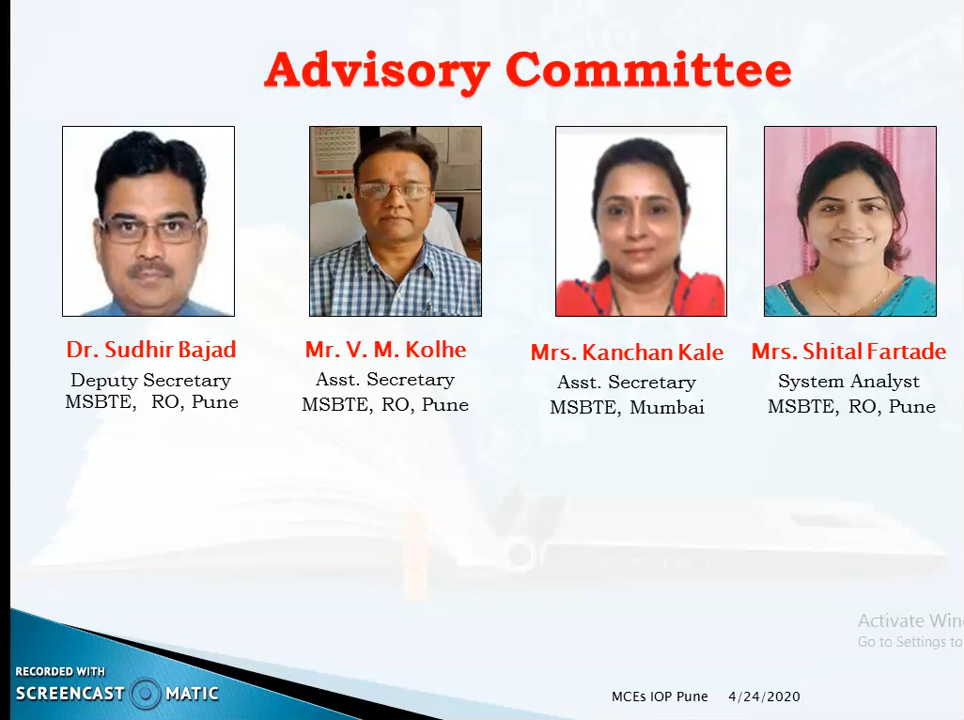 Advisory Committee
Dr. Sudhir Bajad
Deputy Secretary
MSBTE, RO, Pune
Mr. V. M. Kolhe
Asst. Secretary
MSBTE, RO, Pune
Mrs. Kanchan Kale
Asst. Secretary
MSBTE, Mumbai
Mrs. Shital Fartade
System Analyst
MSBTE, RO, Pune
Activate Win
Go to Settings to
RECORDED WITH
SCREENCAST MATIC
MCEs IOP Pune 4/24/2020